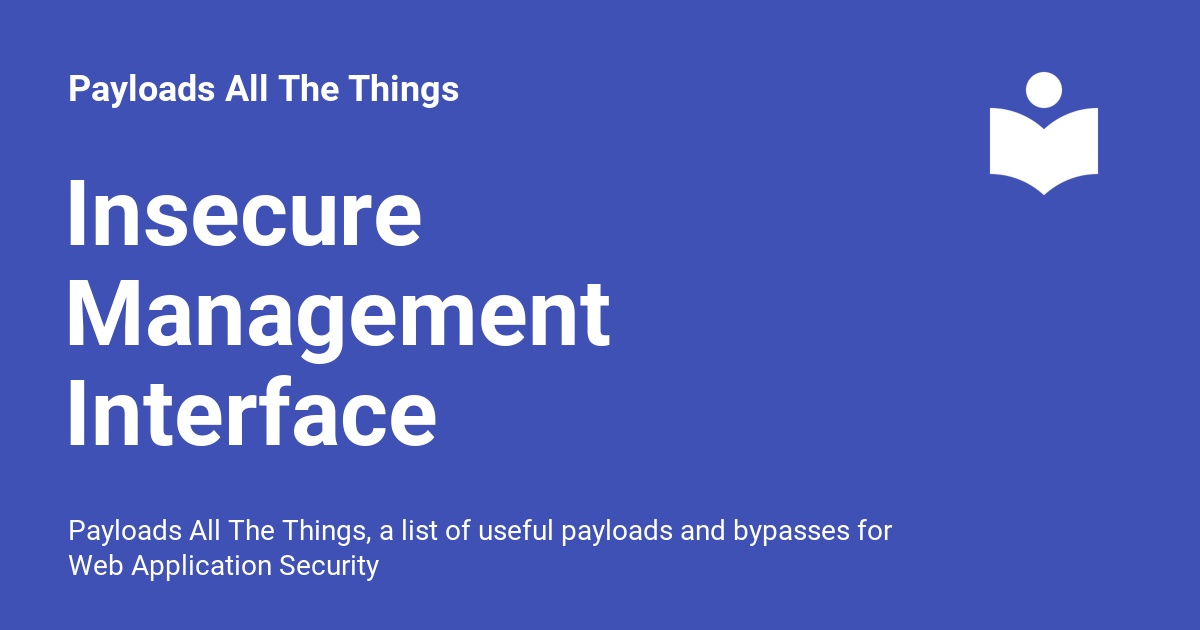 Payloads All The Things
Insecure
Management
Interface
Payloads All The Things, a list of useful payloads and bypasses for
Web Application Security